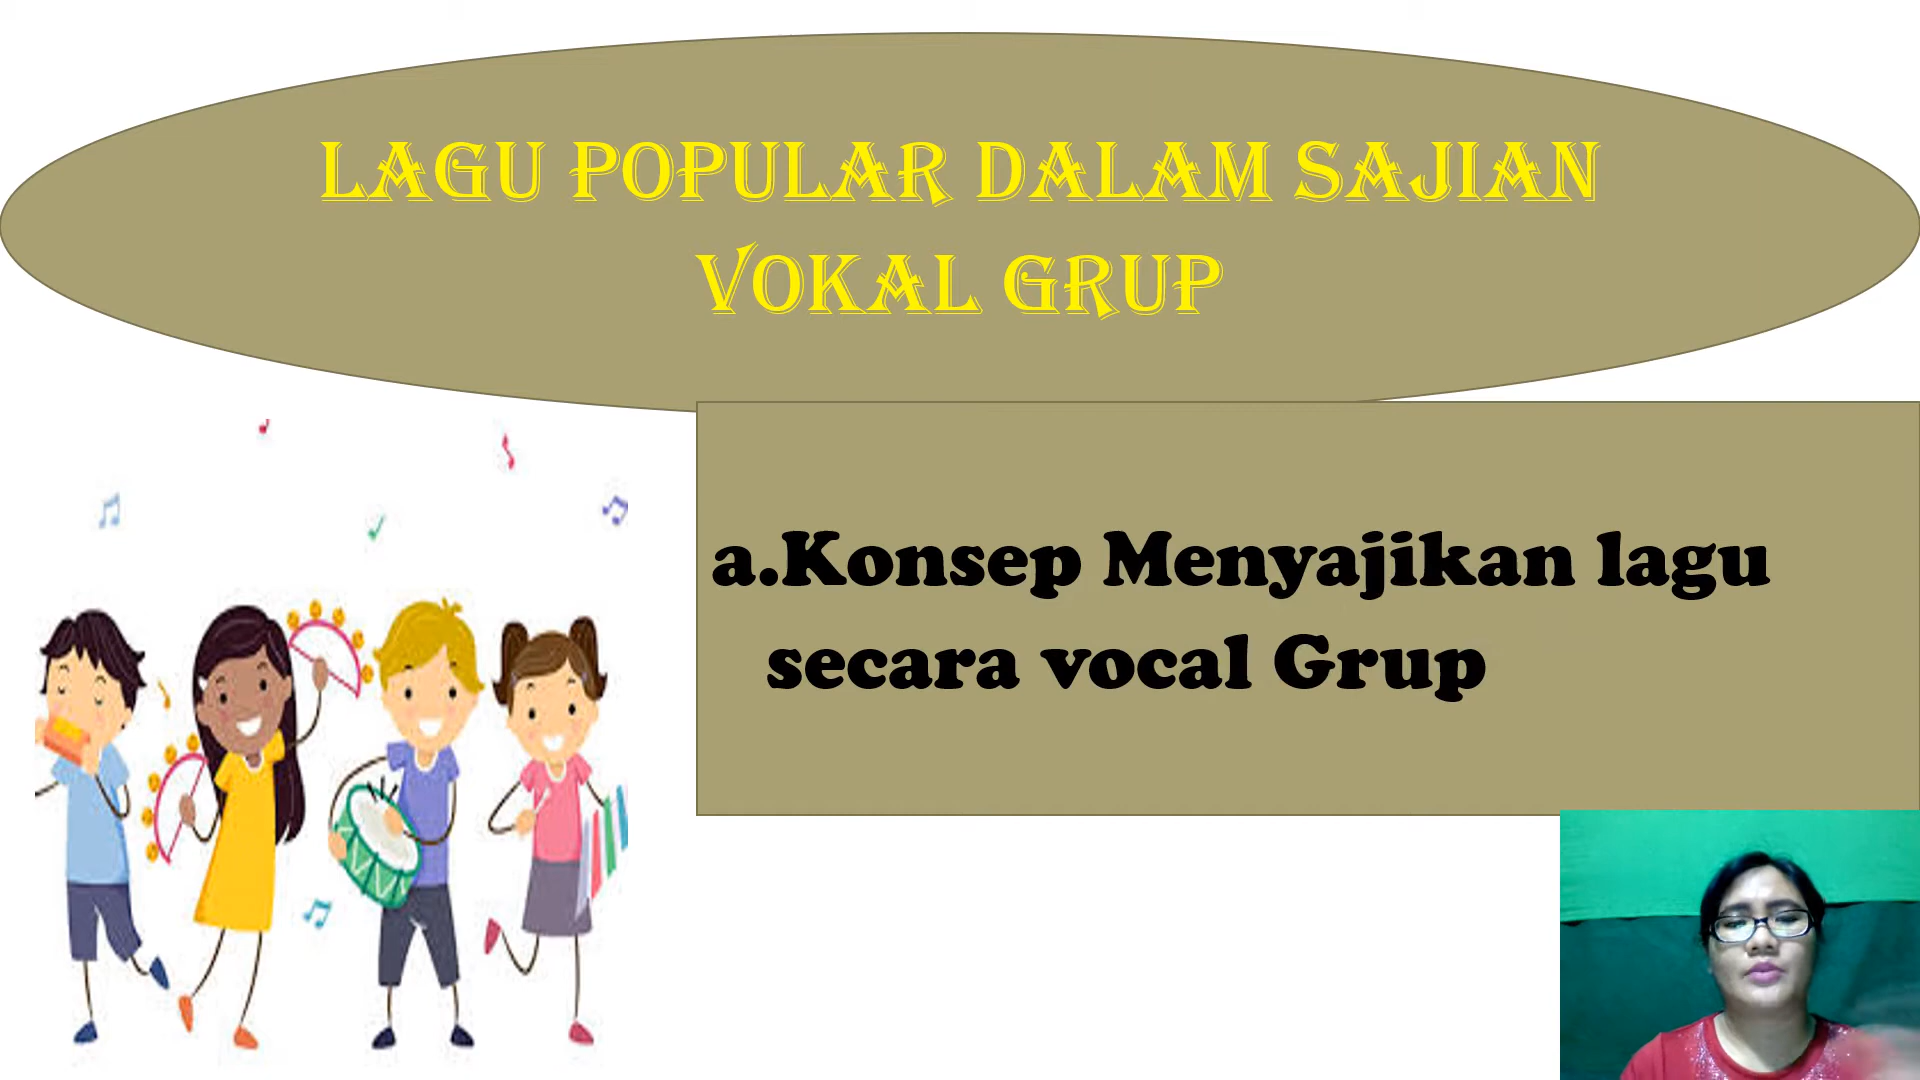 LAGU POPULAR DALAM SAJIAN
VOKAL GRUP
a.Konsep Menyajikan lagu
secara vocal Grup